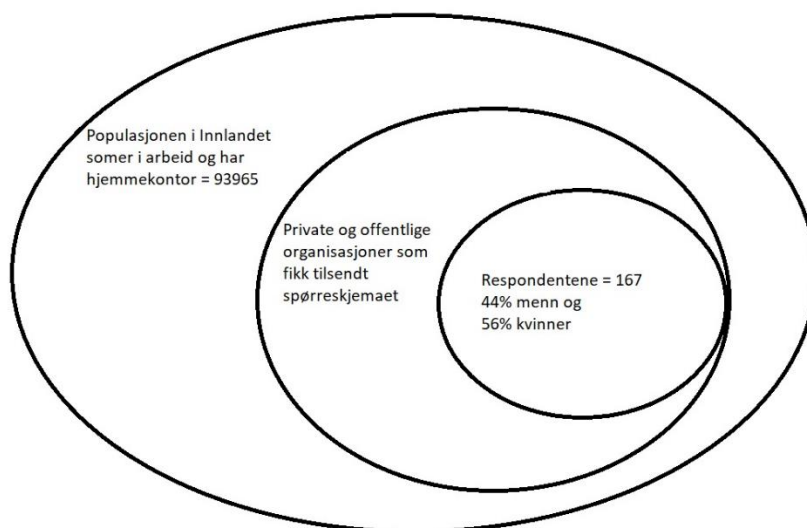 Populasjonen i Innlandet
somer i arbeid og har
hjemmekontor = 93965
Private og offentlige
organisasjoner som
fikk tilsendt
spørreskjemaet
Respondentene = 167
44% menn og
56% kvinner